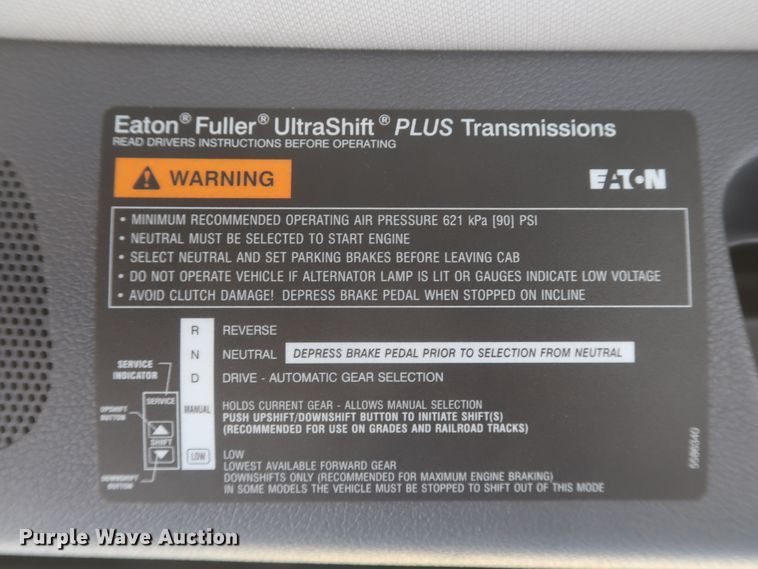 Eaton® Fuller® UltraShift® PLUS Transmissions
READ DRIVERS INSTRUCTIONS BEFORE OPERATING
WARNING
EATON
• MINIMUM RECOMMENDED OPERATING AIR PRESSURE 621 kPa [90] PSI
• NEUTRAL MUST BE SELECTED TO START ENGINE
• SELECT NEUTRAL AND SET PARKING BRAKES BEFORE LEAVING CAB
• DO NOT OPERATE VEHICLE IF ALTERNATOR LAMP IS LIT OR GAUGES INDICATE LOW VOLTAGE
• AVOID CLUTCH DAMAGE! DEPRESS BRAKE PEDAL WHEN STOPPED ON INCLINE
R REVERSE
N NEUTRAL DEPRESS BRAKE PEDAL PRIOR TO SELECTION FROM NEUTRAL
D DRIVE - AUTOMATIC GEAR SELECTION
SERVICE
INDICATOR
SERVICE
UPSHIFT
BUTTON
SHIFT
DOWNSHIFT
BUTTON
MANUAL HOLDS CURRENT GEAR - ALLOWS MANUAL SELECTION
PUSH UPSHIFT/DOWNSHIFT BUTTON TO INITIATE SHIFT(S)
(RECOMMENDED FOR USE ON GRADES AND RAILROAD TRACKS)
LOW LOW
LOWEST AVAILABLE FORWARD GEAR
DOWNSHIFTS ONLY (RECOMMENDED FOR MAXIMUM ENGINE BRAKING)
IN SOME MODELS THE VEHICLE MUST BE STOPPED TO SHIFT OUT OF THIS MODE
5586340
Purple Wave Auction